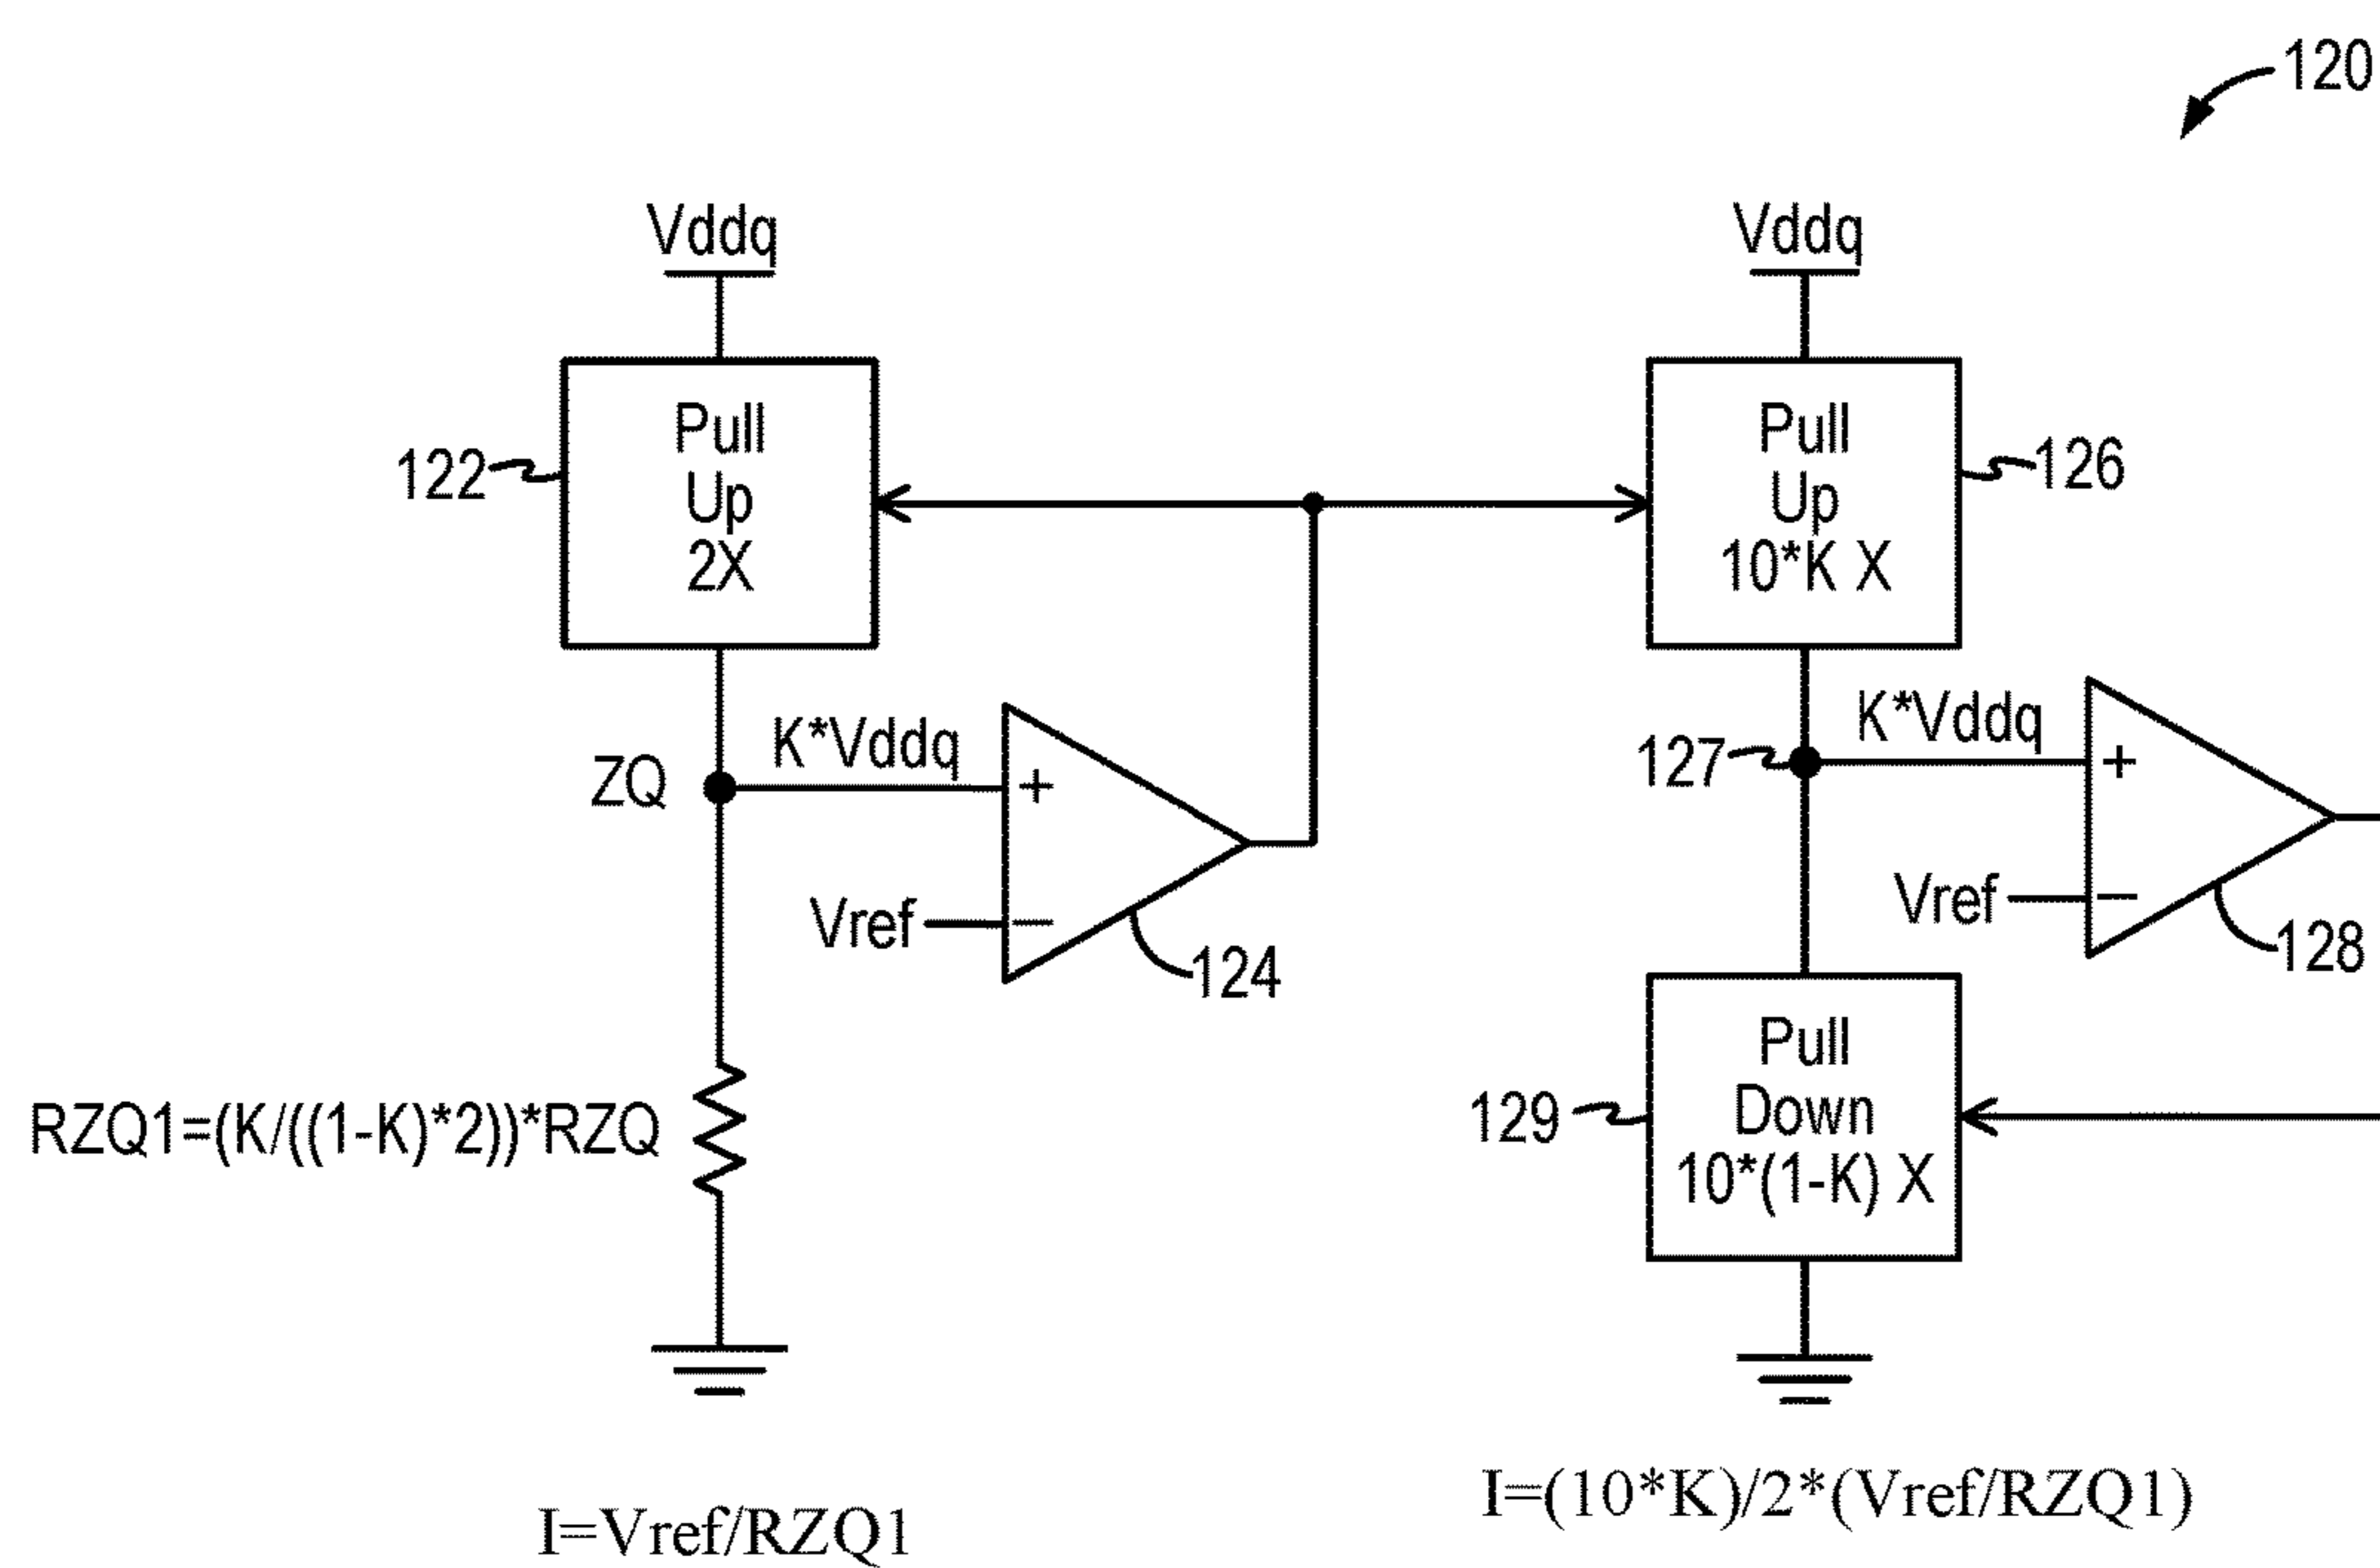 120
Vddq
Vddq
Pull
Up
2X
122
Pull
Up
10*K X
126
ZQ
K*Vddq
+
Vref
−
124
127
K*Vddq
+
Vref
−
128
RZQ1=(K/((1-K)*2))*RZQ
Pull
Down
10*(1-K) X
129
I=Vref/RZQ1
I=(10*K)/2*(Vref/RZQ1)